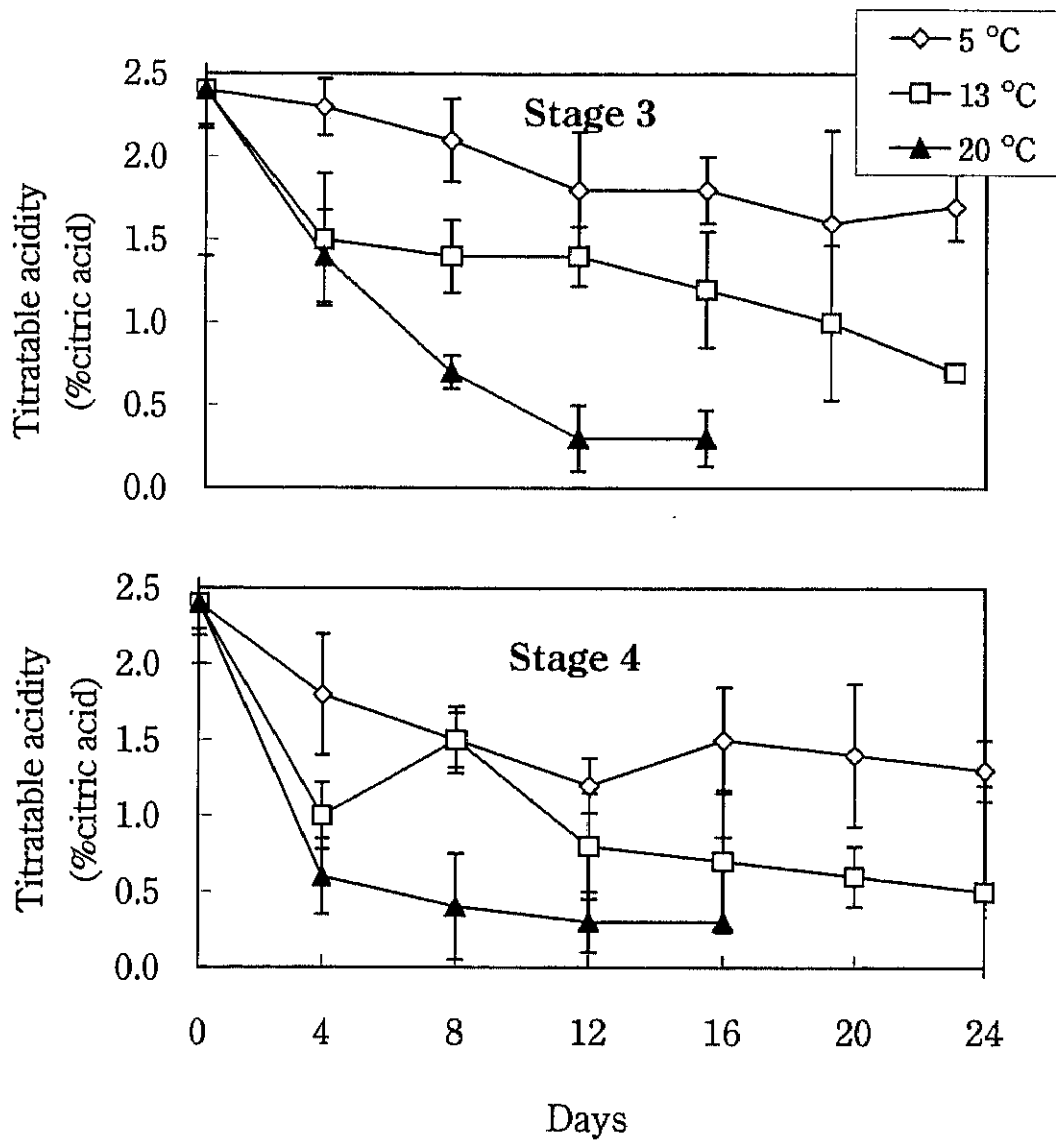 5 °C
13 °C
20 °C
Stage 3
Titratable acidity
(%citric acid)
2.5
2.0
1.5
1.0
0.5
0.0
Stage 4
Titratable acidity
(%citric acid)
2.5
2.0
1.5
1.0
0.5
0.0
0 4 8 12 16 20 24
Days